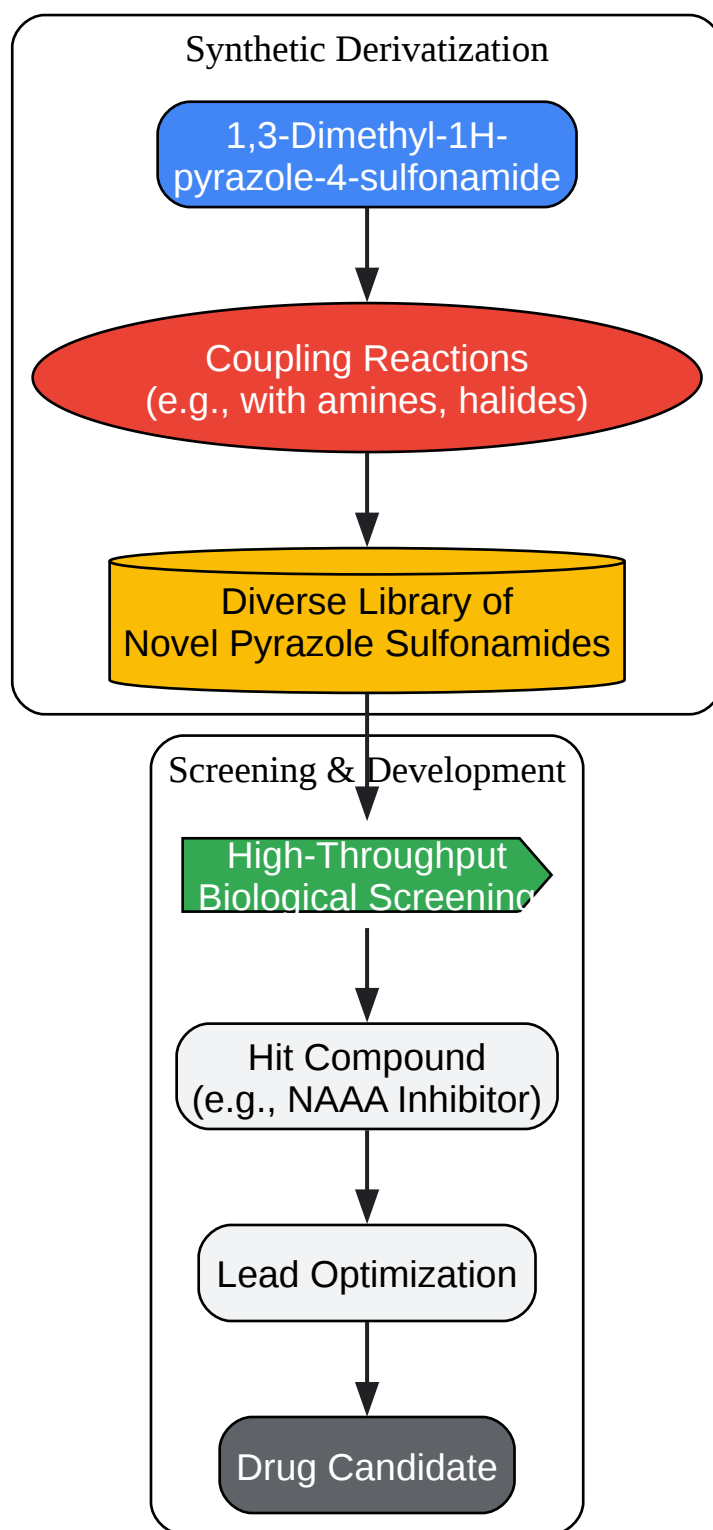 Synthetic Derivatization
1,3-Dimethyl-1H-
pyrazole-4-sulfonamide
Coupling Reactions
(e.g., with amines, halides)
Diverse Library of
Novel Pyrazole Sulfonamides
Screening & Development
High-Throughput
Biological Screening
Hit Compound
(e.g., NAAA Inhibitor)
Lead Optimization
Drug Candidate